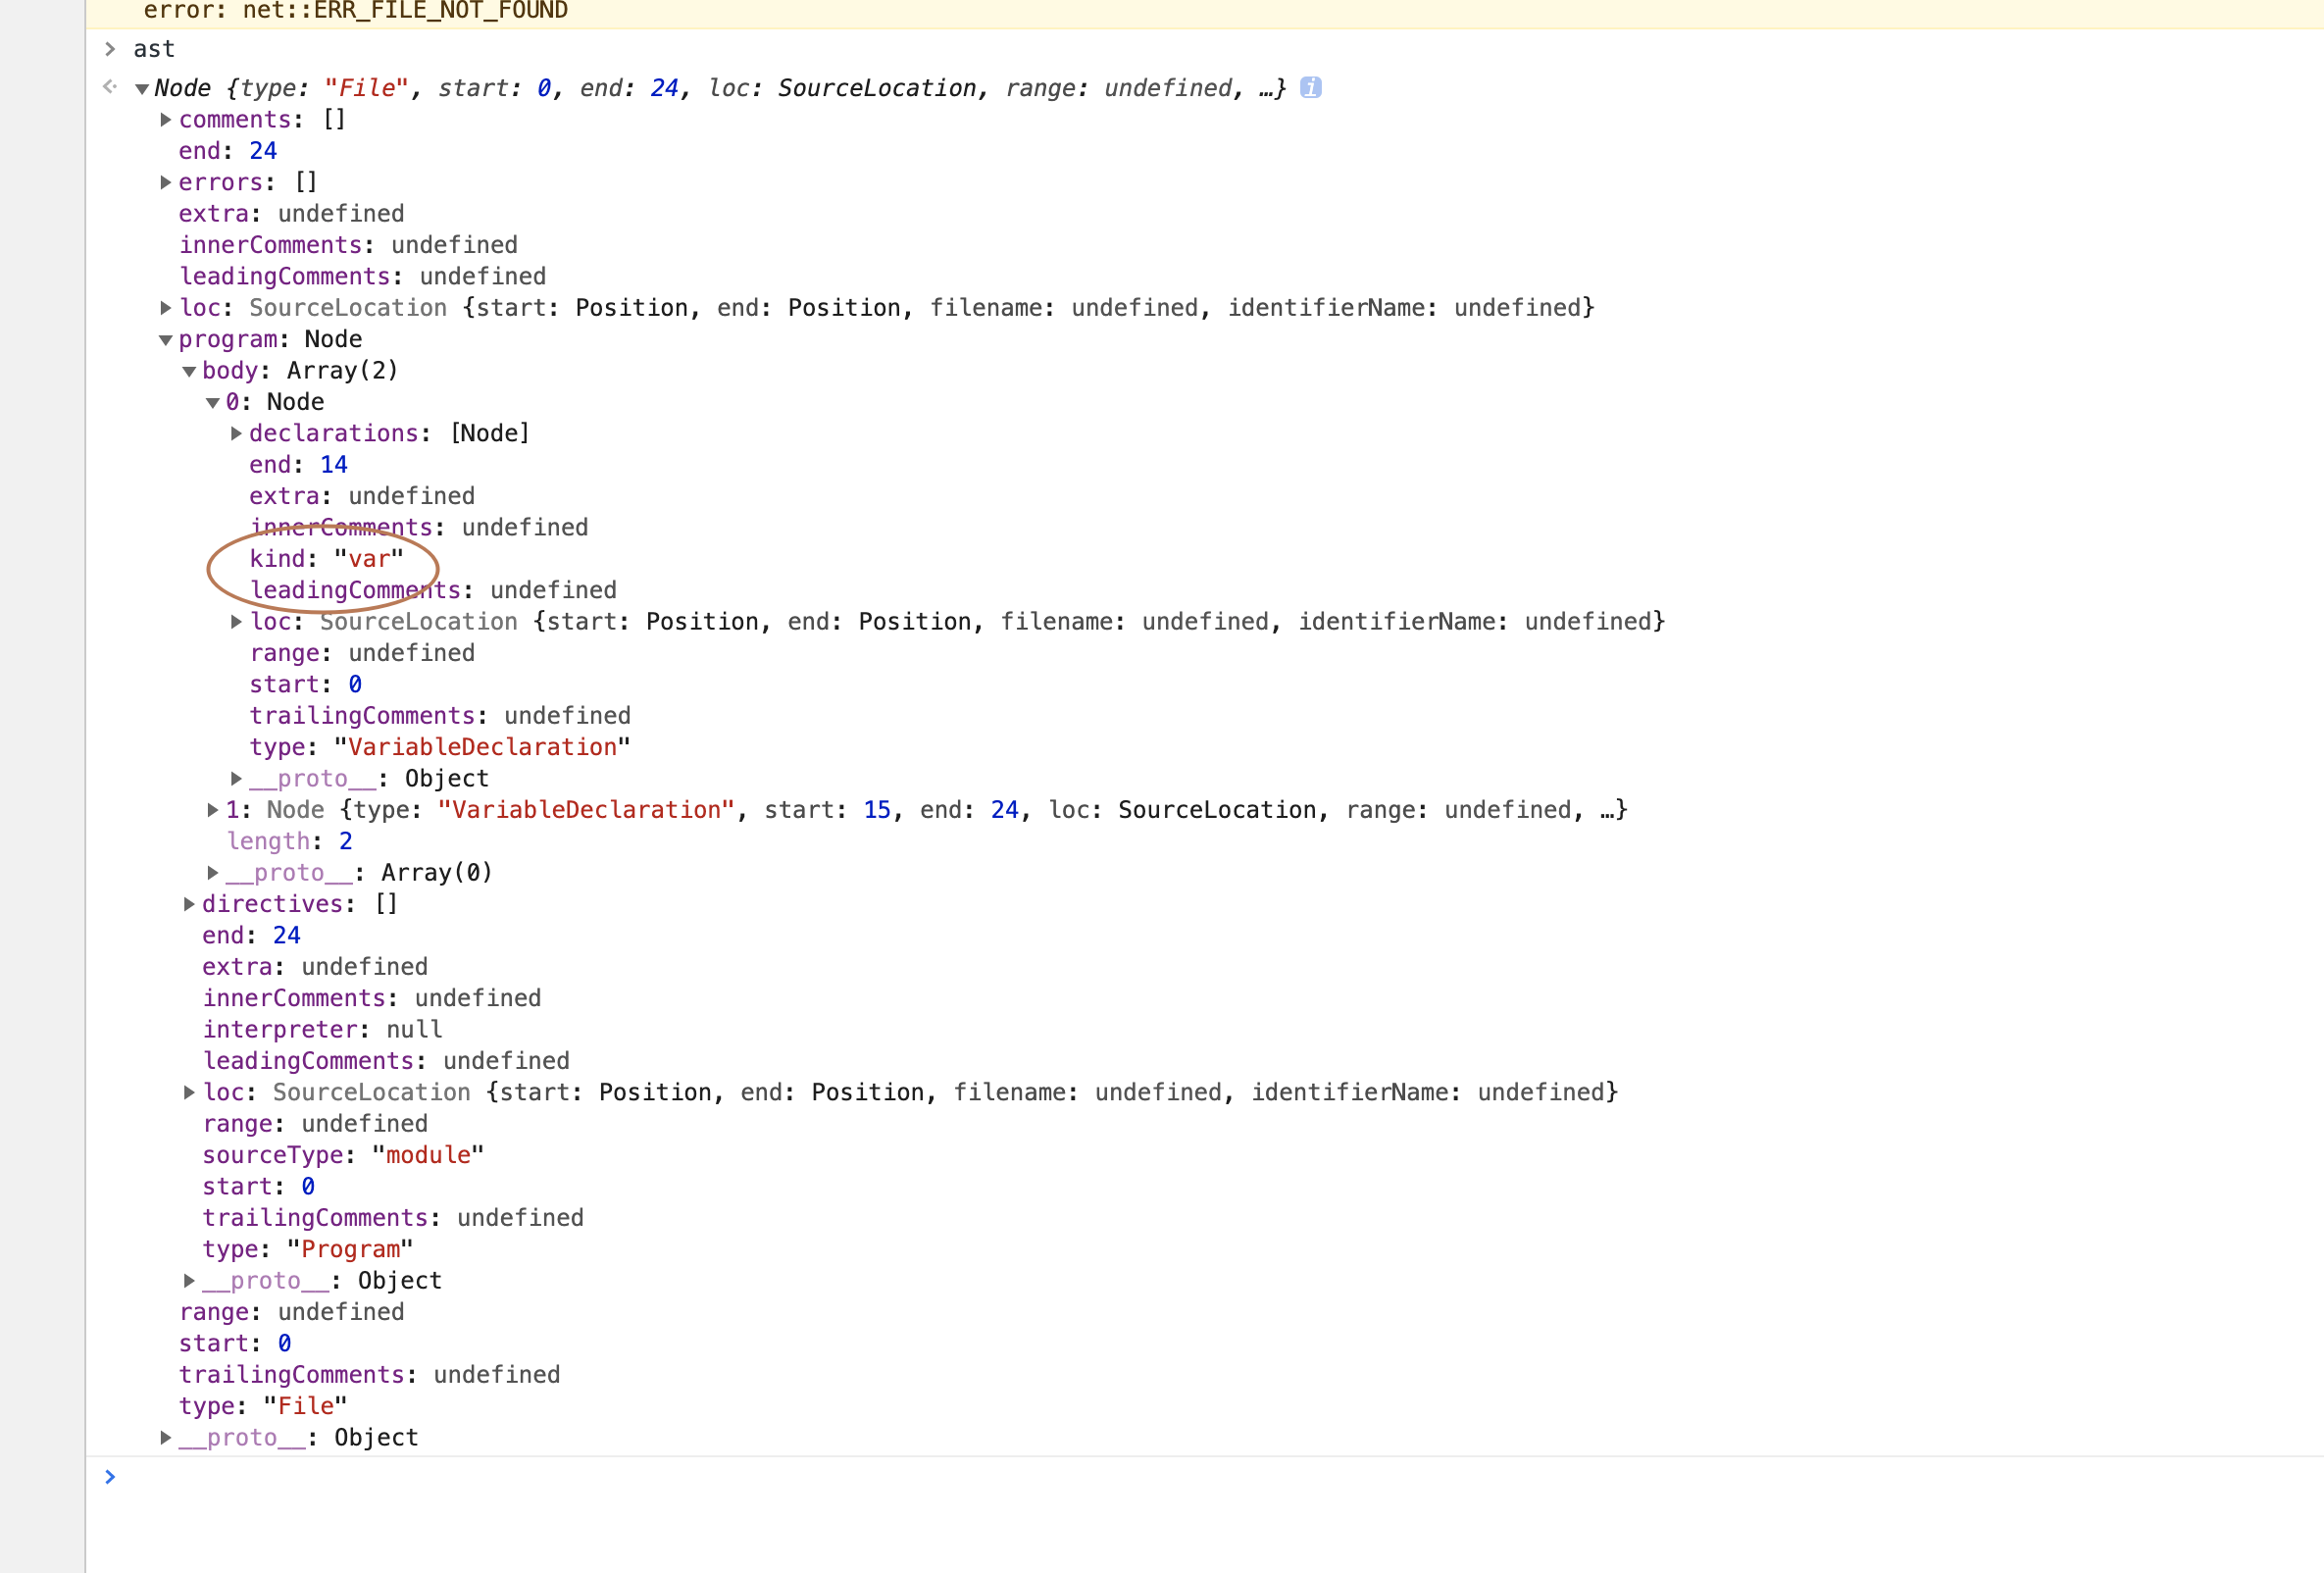 error: net::ERR_FILE_NOT_FOUND
> ast
Node {type: "File", start: 0, end: 24, loc: SourceLocation, range: undefined, …} i
comments: []
end: 24
errors: []
extra: undefined
innerComments: undefined
leadingComments: undefined
loc: SourceLocation {start: Position, end: Position, filename: undefined, identifierName: undefined}
program: Node
body: Array(2)
0: Node
declarations: [Node]
end: 14
extra: undefined
innerComments: undefined
kind: "var"
leadingComments: undefined
loc: SourceLocation {start: Position, end: Position, filename: undefined, identifierName: undefined}
range: undefined
start: 0
trailingComments: undefined
type: "VariableDeclaration"
__proto__: Object
1: Node {type: "VariableDeclaration", start: 15, end: 24, loc: SourceLocation, range: undefined, …}
length: 2
__proto__: Array(0)
directives: []
end: 24
extra: undefined
innerComments: undefined
interpreter: null
leadingComments: undefined
loc: SourceLocation {start: Position, end: Position, filename: undefined, identifierName: undefined}
range: undefined
sourceType: "module"
start: 0
trailingComments: undefined
type: "Program"
__proto__: Object
range: undefined
start: 0
trailingComments: undefined
type: "File"
__proto__: Object
>